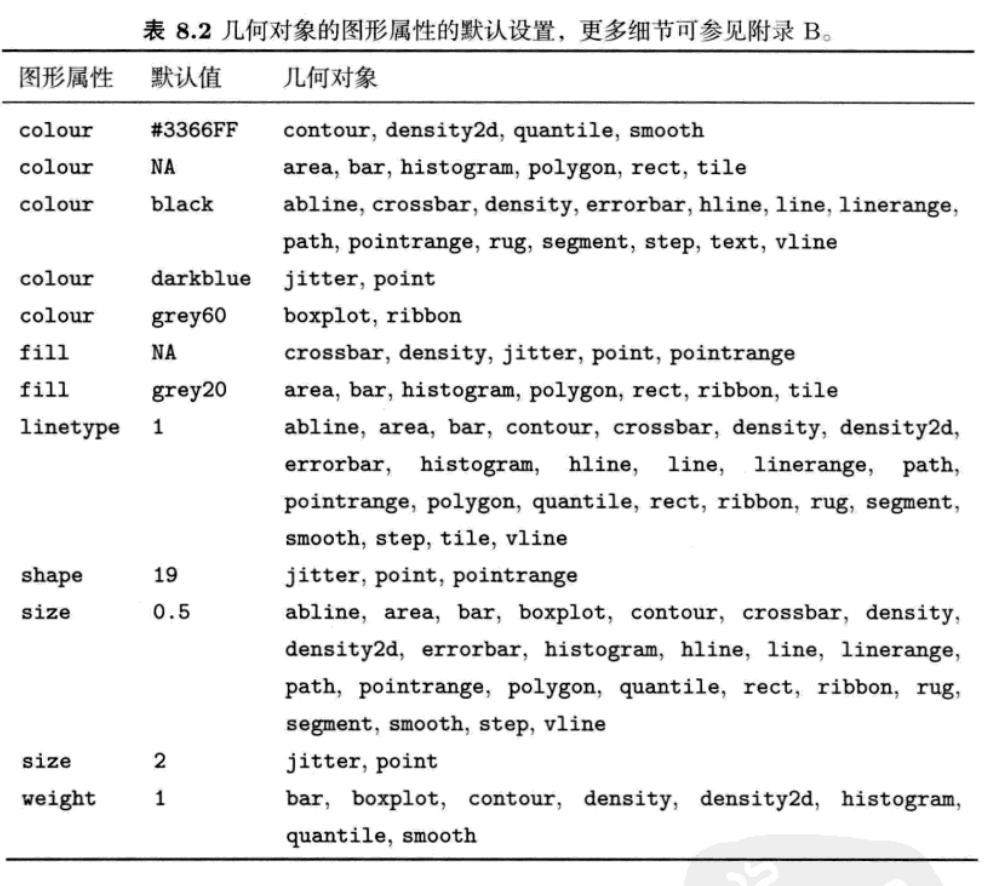 表 8.2 几何对象的图形属性的默认设置，更多细节可参见附录 B。
图形属性 默认值 几何对象
colour #3366FF contour, density2d, quantile, smooth
colour NA area, bar, histogram, polygon, rect, tile
colour black abline, crossbar, density, errorbar, hline, line, linerange,
path, pointrange, rug, segment, step, text, vline
colour darkblue jitter, point
colour grey60 boxplot, ribbon
fill NA crossbar, density, jitter, point, pointrange
fill grey20 area, bar, histogram, polygon, rect, ribbon, tile
linetype 1 abline, area, bar, contour, crossbar, density, density2d,
errorbar, histogram, hline, line, linerange, path,
pointrange, polygon, quantile, rect, ribbon, rug, segment,
smooth, step, tile, vline
shape 19 jitter, point, pointrange
size 0.5 abline, area, bar, boxplot, contour, crossbar, density,
density2d, errorbar, histogram, hline, line, linerange,
path, pointrange, polygon, quantile, rect, ribbon, rug,
segment, smooth, step, vline
size 2 jitter, point
weight 1 bar, boxplot, contour, density, density2d, histogram,
quantile, smooth